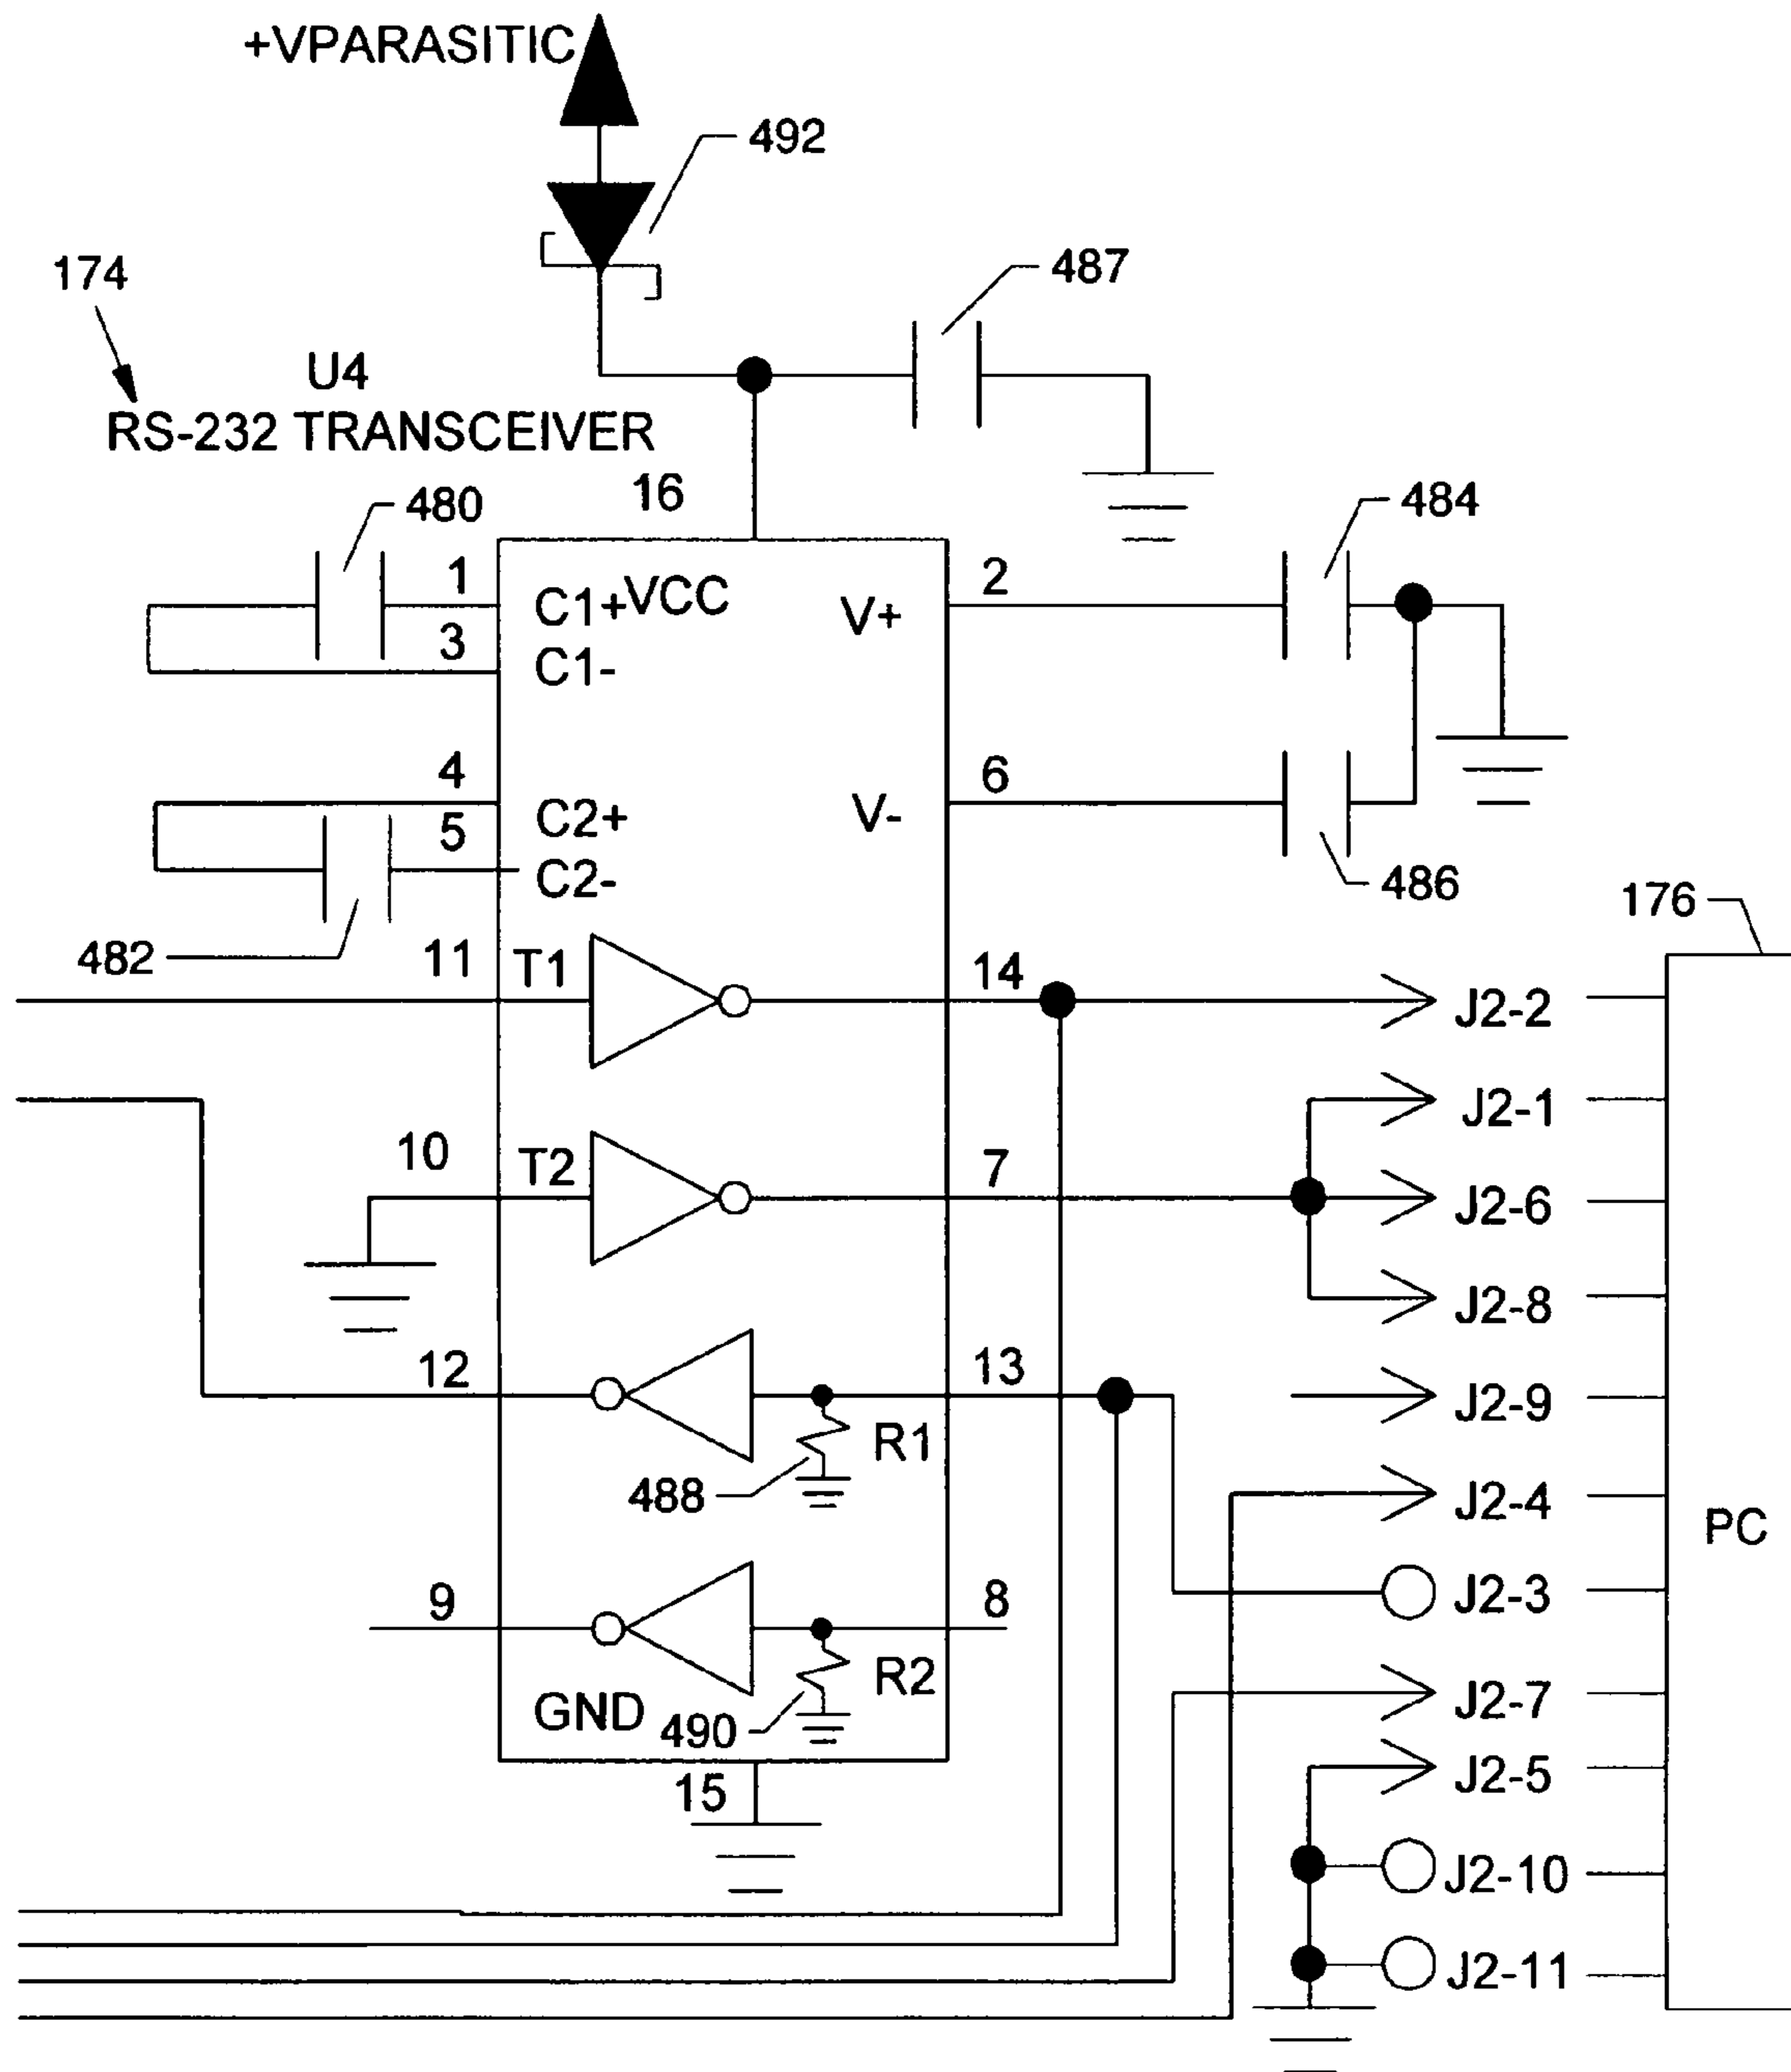 +VPARASITIC
492
174
487
U4
RS-232 TRANSCEIVER
16
480
484
1
2
C1+
VCC
V+
3
C1-
4
6
C2+
V-
5
C2-
486
176
482
11
T1
14
J2-2
J2-1
10
T2
7
J2-6
J2-8
12
13
J2-9
R1
488
J2-4
PC
9
8
J2-3
R2
GND
490
J2-7
15
J2-5
J2-10
J2-11